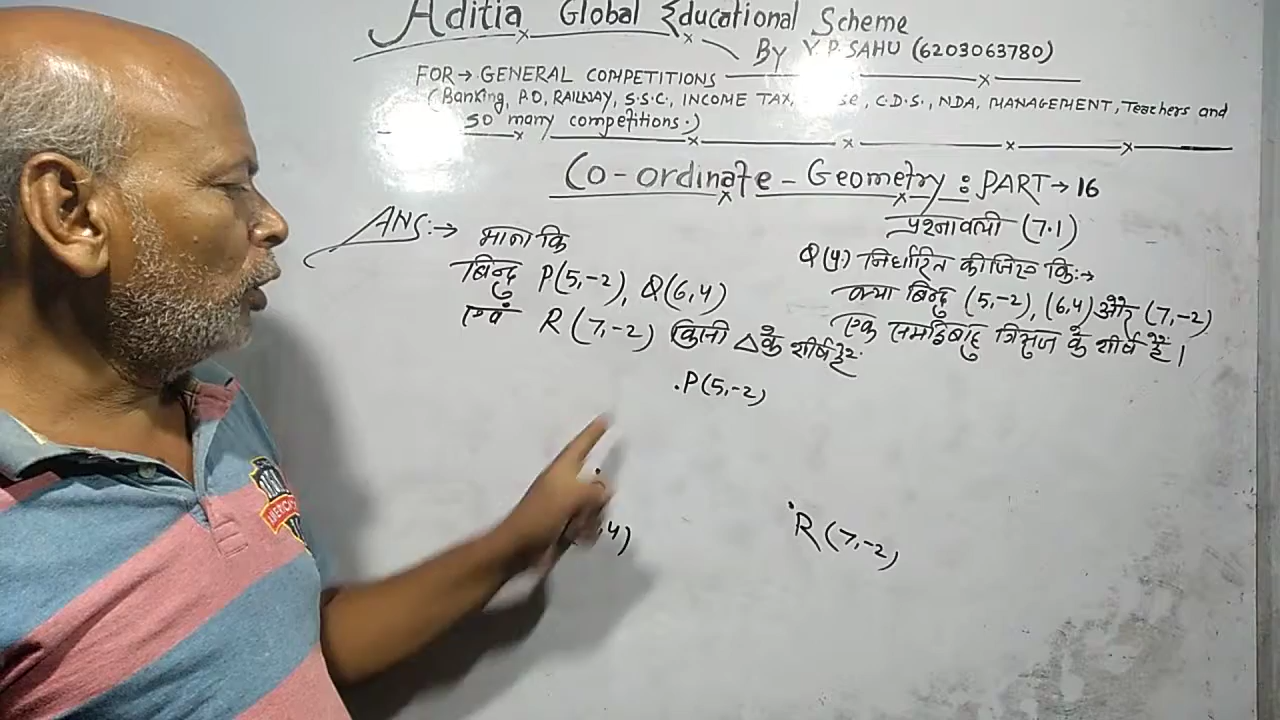 Aditia Global Educational Scheme
By Y.P. SAHU (6203063780)
FOR → GENERAL COMPETITIONS
(Banking, P.O, RAILWAY, S.S.C, INCOME TAX, C.D.S., NDA, MANAGEMENT, Teachers and
so many competitions.)
Co-ordinate-Geometry: PART → 16
प्रश्नावली (7.1)
ANS:→ माना कि
बिन्दु P(5,-2), Q(6,4)
एवं R(7,-2) किसी △ के शीर्ष हैं
Q(4) निर्धारित कीजिए कि:→
क्या बिन्दु (5,-2), (6,4) और (7,-2)
एक समद्विबाहु त्रिभुज के शीर्ष हैं।
.P(5,-2)
,4)
R(7,-2)
AMERICAN